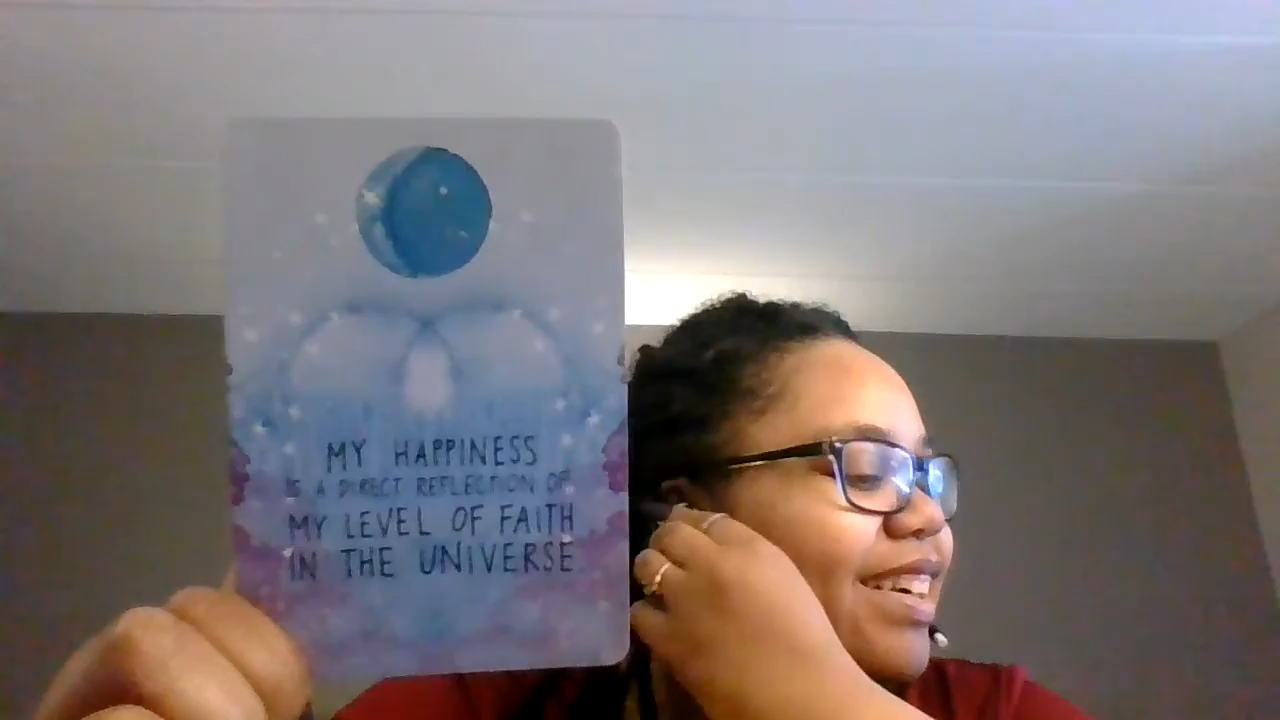 MY HAPPINESS
IS A DIRECT REFLECTION OF
MY LEVEL OF FAITH
IN THE UNIVERSE